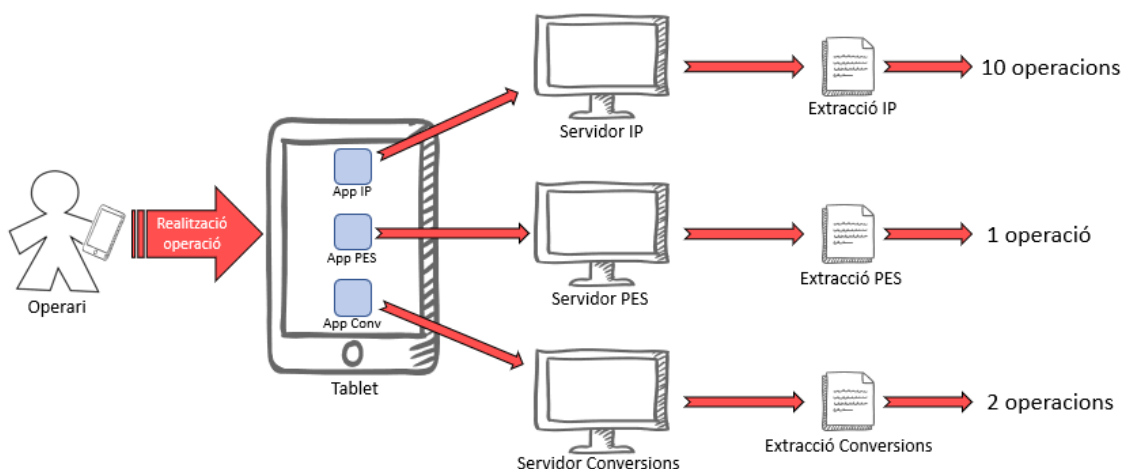 Operari
Realització
operació
App IP
App PES
App Conv
Tablet
Servidor IP
Extracció IP
10 operacions
Servidor PES
Extracció PES
1 operació
Servidor Conversions
Extracció Conversions
2 operacions